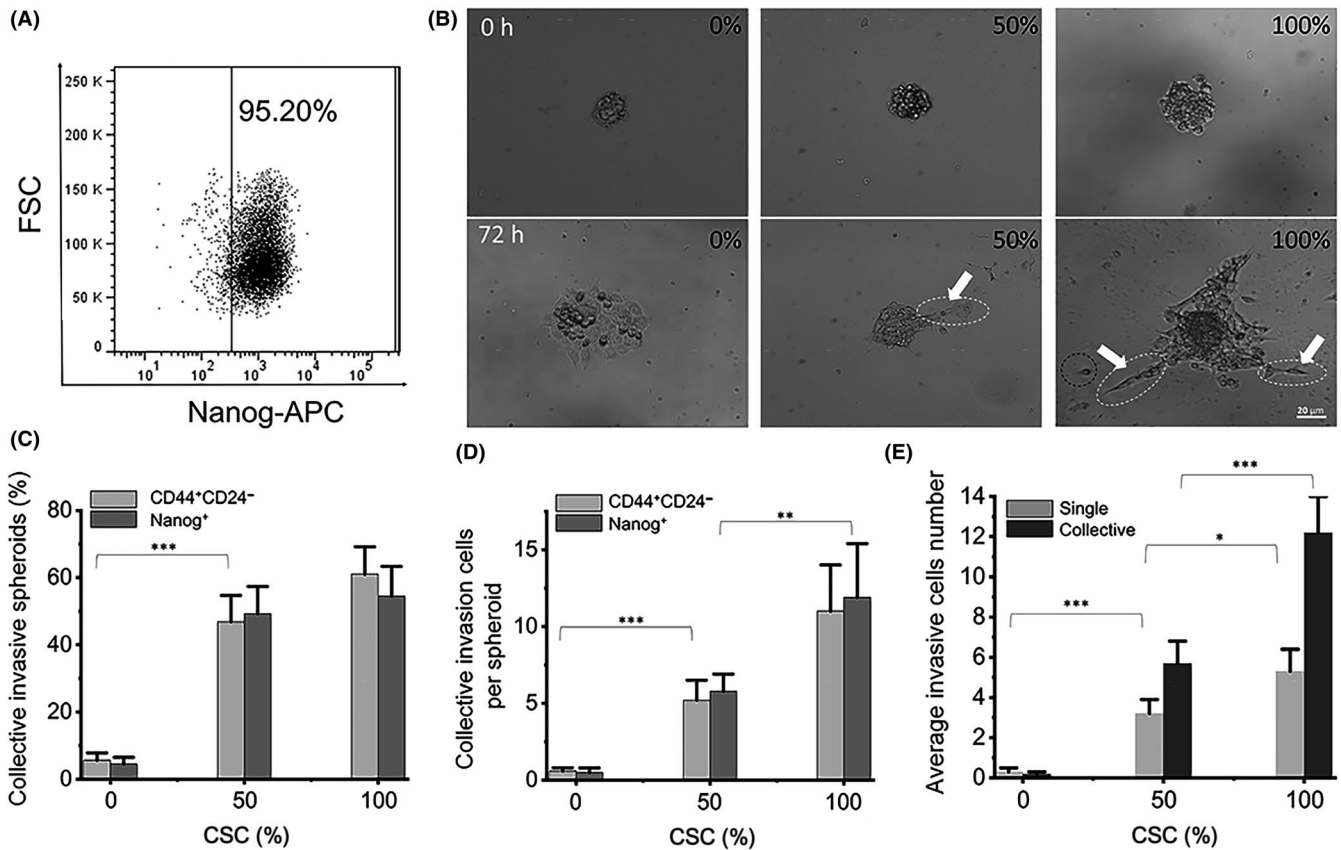 (A)
95.20%
250 K
200 K
150 K
100 K
50 K
0
FSC
10¹
10²
10³
10⁴
10⁵
Nanog-APC
(B)
0 h
0%
50%
100%
72 h
0%
50%
100%
20 µm
(C)
Collective invasive spheroids (%)
CD44⁺CD24⁻
Nanog⁺
80
60
40
20
0
***
0
50
100
CSC (%)
(D)
Collective invasion cells
per spheroid
CD44⁺CD24⁻
Nanog⁺
15
10
5
0
***
**
0
50
100
CSC (%)
(E)
Average invasive cells number
Single
Collective
14
12
10
8
6
4
2
0
***
*
***
0
50
100
CSC (%)